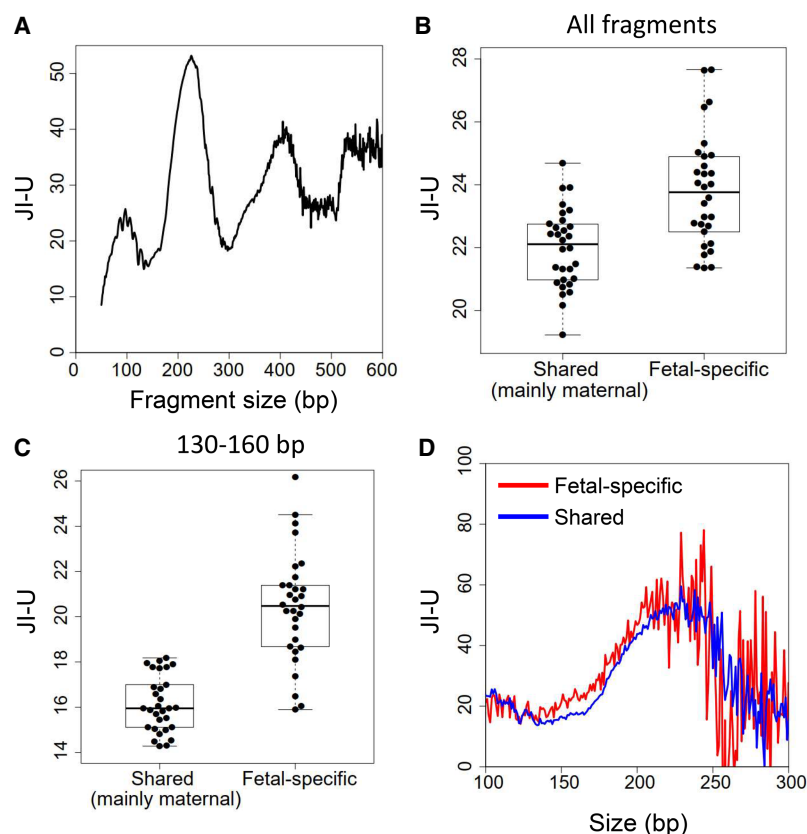 A
JI-U
50
40
30
20
10
0
0 100 200 300 400 500 600
Fragment size (bp)
B
All fragments
JI-U
28
26
24
22
20
Shared Fetal-specific
(mainly maternal)
C
130-160 bp
JI-U
26
24
22
20
18
16
14
Shared Fetal-specific
(mainly maternal)
D
JI-U
100
80
60
40
20
0
Fetal-specific
Shared
100 150 200 250 300
Size (bp)